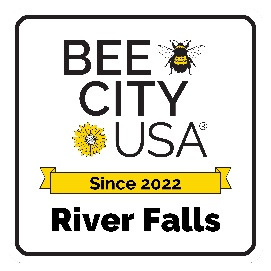 BEE
CITY
USA®
Since 2022
River Falls